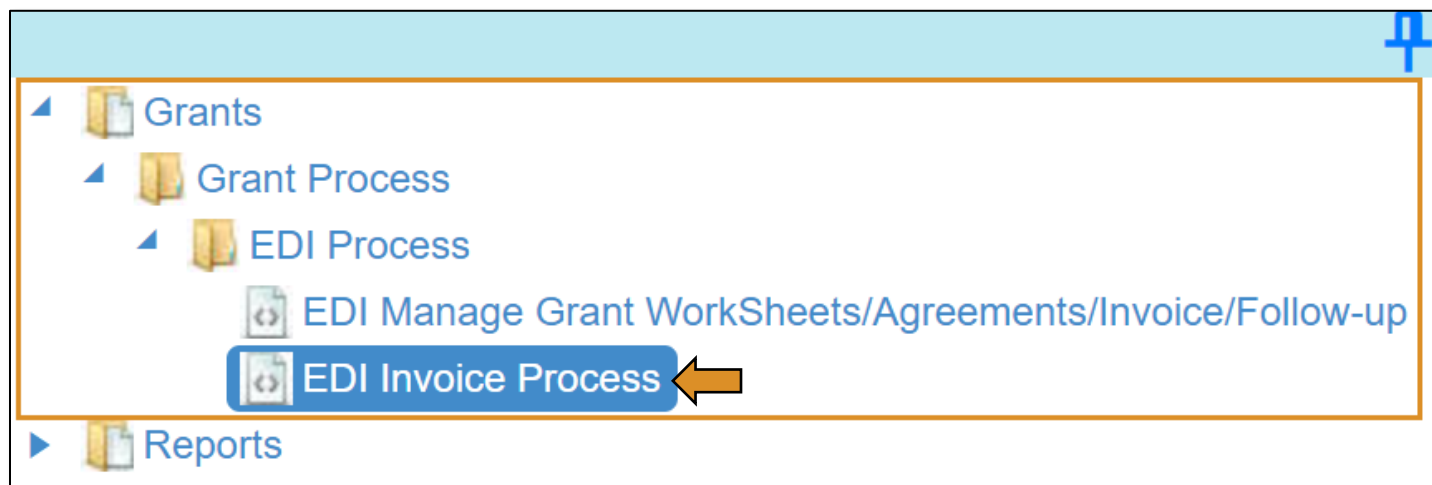 Grants
Grant Process
EDI Process
EDI Manage Grant WorkSheets/Agreements/Invoice/Follow-up
EDI Invoice Process
Reports